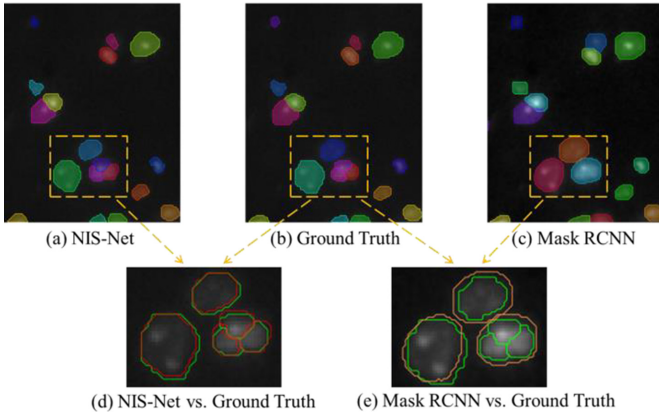 (a) NIS-Net
(b) Ground Truth
(c) Mask RCNN
(d) NIS-Net vs. Ground Truth
(e) Mask RCNN vs. Ground Truth